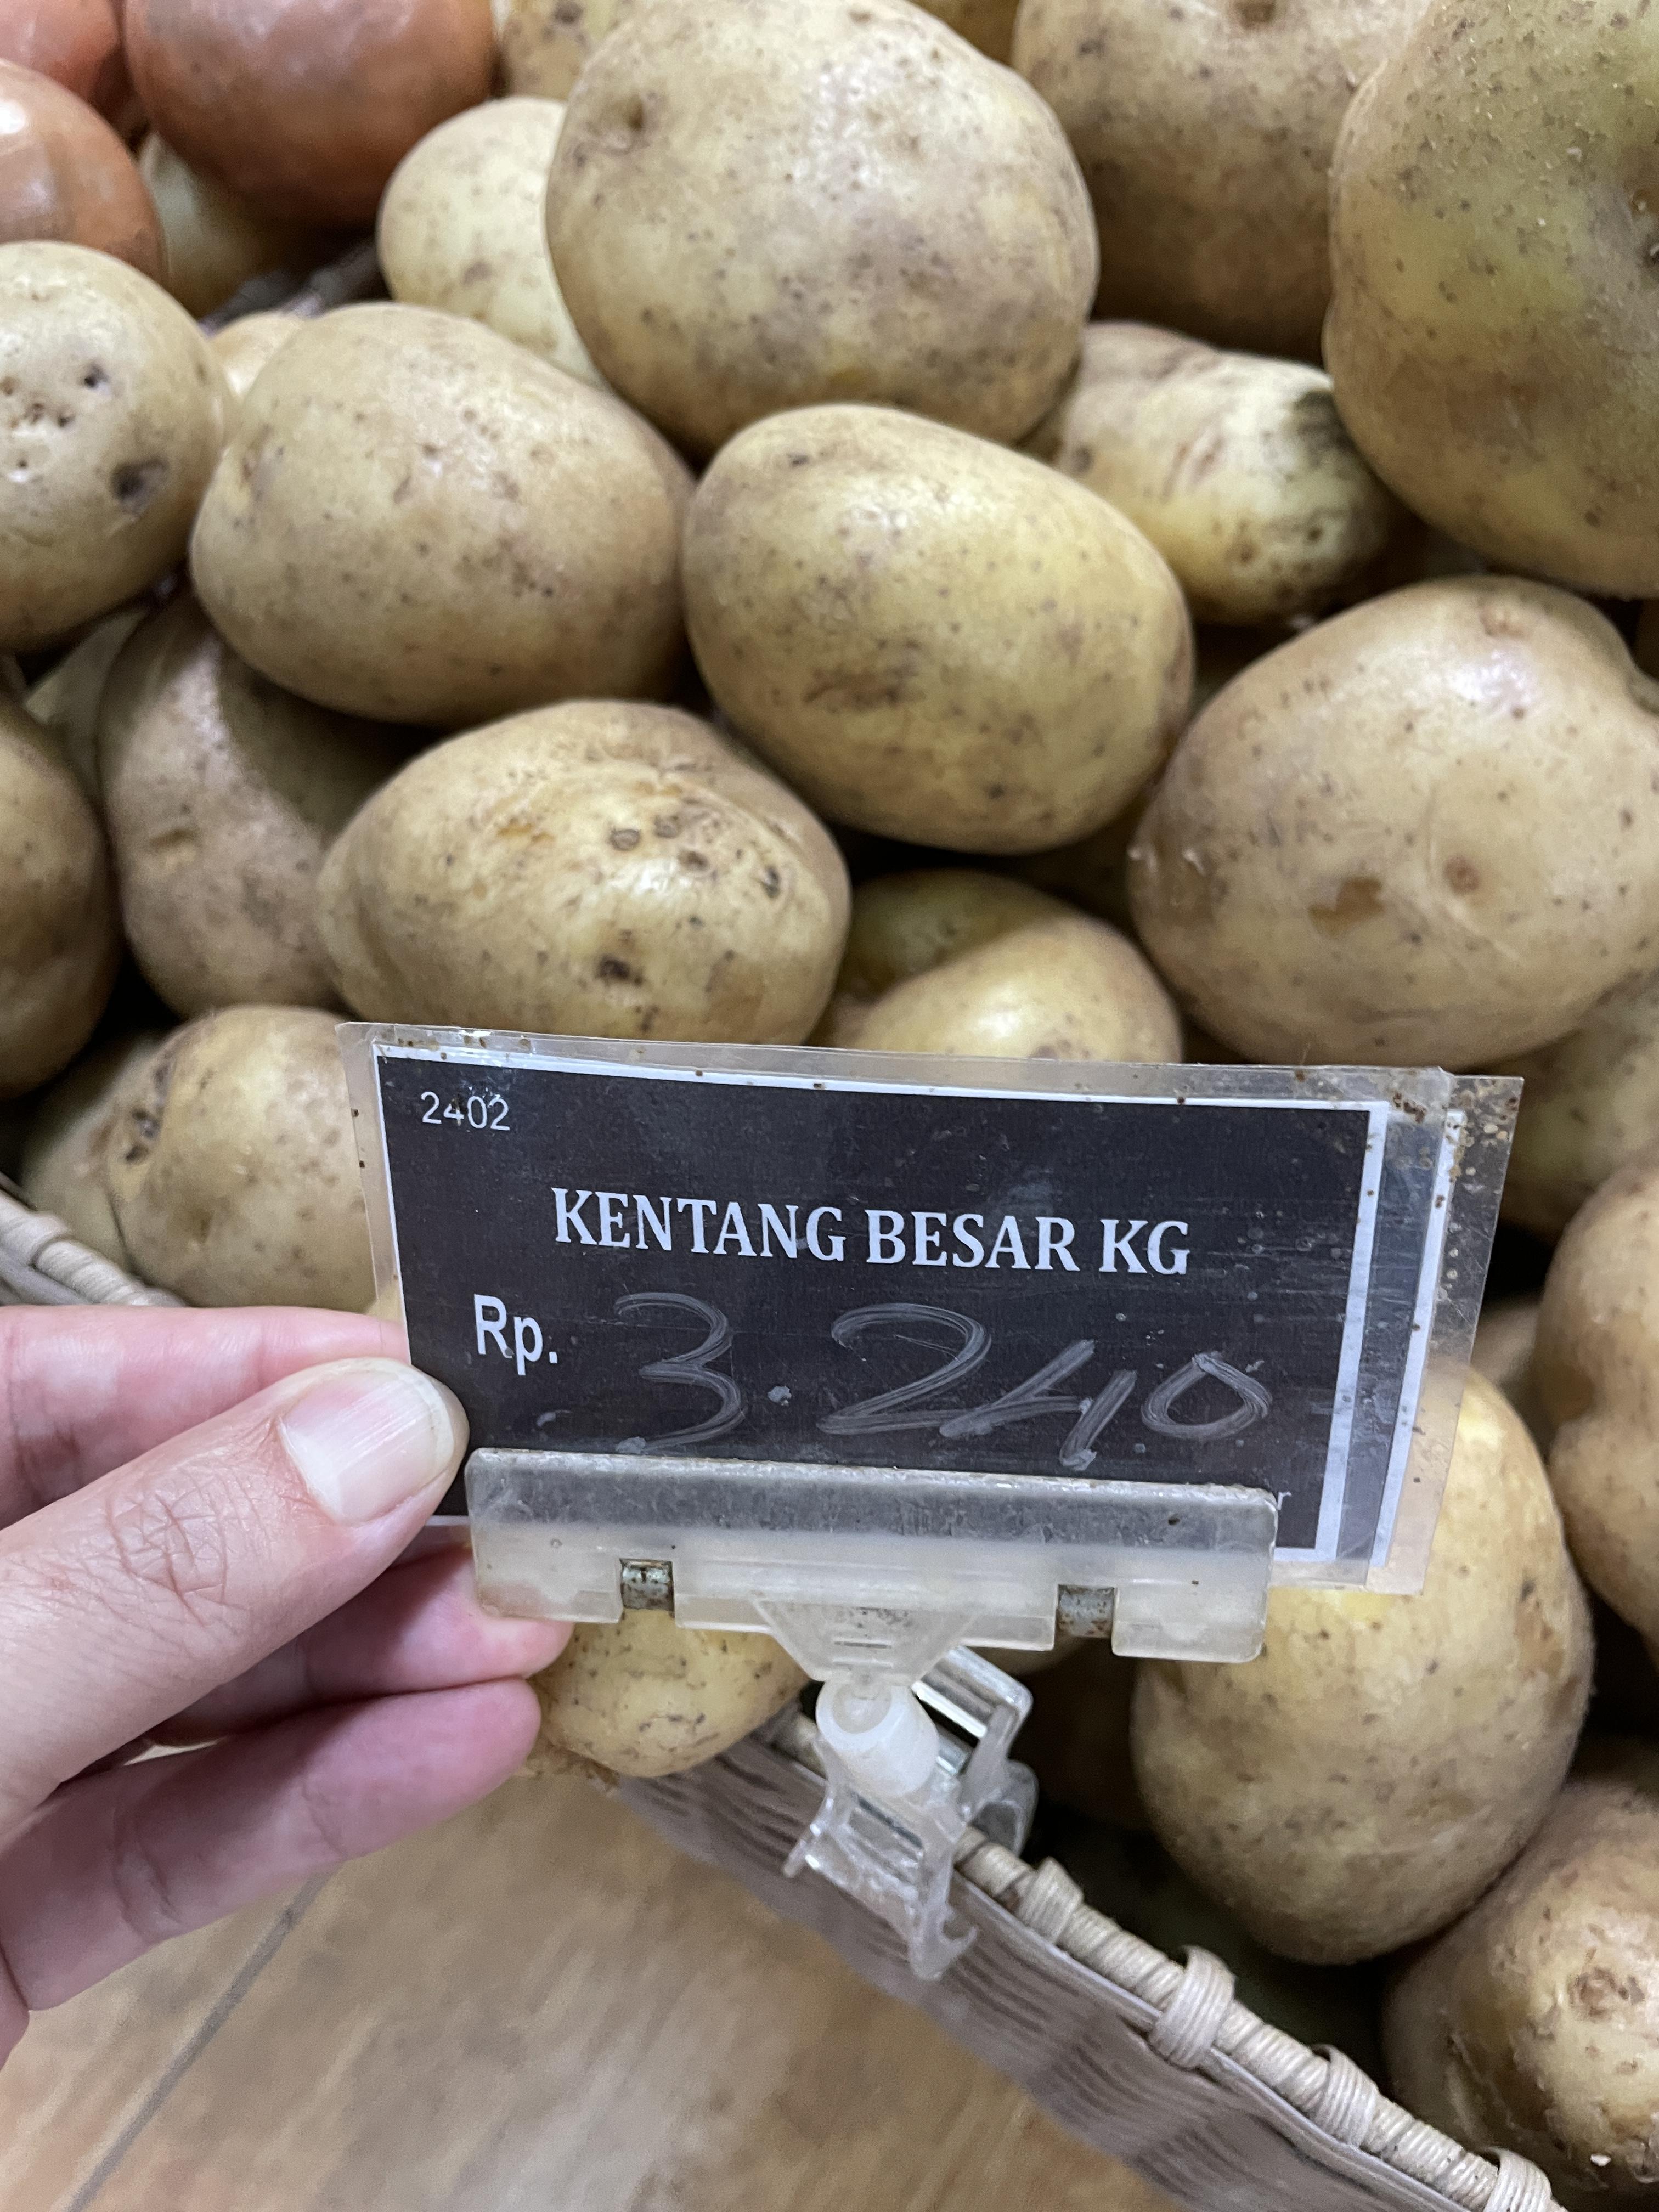 2402
KENTANG BESAR KG
Rp. 3.240